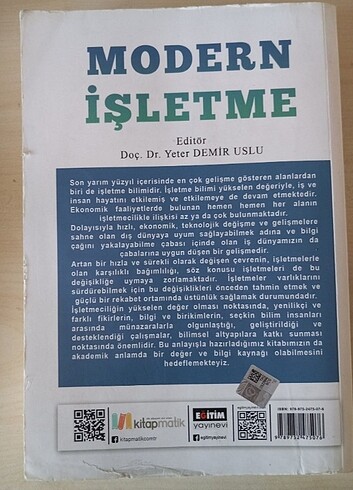 MODERN
İŞLETME
Editör
Doç. Dr. Yeter DEMİR USLU
Son yarım yüzyıl içerisinde en çok gelişme gösteren alanlardan
biri de işletme bilimidir. İşletme bilimi yükselen değeriyle, iş ve
insan hayatını etkilemiş ve etkilemeye de devam etmektedir.
Ekonomik faaliyetlerde bulunan hemen hemen her alanın
işletmecilikle ilişkisi az ya da çok bulunmaktadır.
Dolayısıyla hızlı, ekonomik, teknolojik değişme ve gelişmelere
sahne olan dış dünyaya uyum sağlayabilmek adına ve bilgi
çağını yakalayabilme çabası içinde olan iş dünyamızın da
çabalarına uygun düşen bir gelişmedir.
Artan bir hızla ve sürekli olarak değişen çevrenin, işletmelerle
olan karşılıklı bağımlılığı, söz konusu işletmeleri de bu
değişikliğe uymaya zorlamaktadır. İşletmeler varlıklarını
sürdürebilmek için bu değişiklikleri önceden tahmin etmek ve
güçlü bir rekabet ortamında üstünlük sağlamak durumundadır.
İşletmeciliğin yükselen değer olması noktasında, yenilikçi ve
farklı fikirlerin, bilgi ve birikimlerin, seçkin bilim insanları
arasında münazaralarla olgunlaştığı, geliştirildiği ve
desteklendiği çalışmalar, bilimsel altyapılara katkı sunması
noktasında önemlidir. Bu anlayışla hazırladığımız kitabımızın da
akademik anlamda bir değer ve bilgi kaynağı olabilmesini
hedeflemekteyiz.
kitapmatik
EĞİTİM
yayınevi